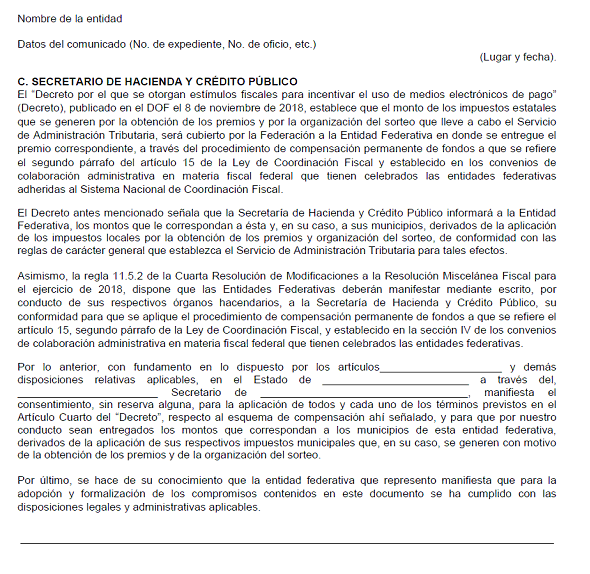 Nombre de la entidad
Datos del comunicado (No. de expediente, No. de oficio, etc.)
(Lugar y fecha).
C. SECRETARIO DE HACIENDA Y CRÉDITO PÚBLICO
El “Decreto por el que se otorgan estímulos fiscales para incentivar el uso de medios electrónicos de pago”
(Decreto), publicado en el DOF el 8 de noviembre de 2018, establece que el monto de los impuestos estatales
que se generen por la obtención de los premios y por la organización del sorteo que lleve a cabo el Servicio
de Administración Tributaria, será cubierto por la Federación a la Entidad Federativa en donde se entregue el
premio correspondiente, a través del procedimiento de compensación permanente de fondos a que se refiere
el segundo párrafo del artículo 15 de la Ley de Coordinación Fiscal y establecido en los convenios de
colaboración administrativa en materia fiscal federal que tienen celebrados las entidades federativas
adheridas al Sistema Nacional de Coordinación Fiscal.
El Decreto antes mencionado señala que la Secretaría de Hacienda y Crédito Público informará a la Entidad
Federativa, los montos que le correspondan a ésta y, en su caso, a sus municipios, derivados de la aplicación
de los impuestos locales por la obtención de los premios y organización del sorteo, de conformidad con las
reglas de carácter general que establezca el Servicio de Administración Tributaria para tales efectos.
Asimismo, la regla 11.5.2 de la Cuarta Resolución de Modificaciones a la Resolución Miscelánea Fiscal para
el ejercicio de 2018, dispone que las Entidades Federativas deberán manifestar mediante escrito, por
conducto de sus respectivos órganos hacendarios, a la Secretaría de Hacienda y Crédito Público, su
conformidad para que se aplique el procedimiento de compensación permanente de fondos a que se refiere el
artículo 15, segundo párrafo de la Ley de Coordinación Fiscal, y establecido en la sección IV de los convenios
de colaboración administrativa en materia fiscal federal que tienen celebrados las entidades federativas.
Por lo anterior, con fundamento en lo dispuesto por los artículos______________________ y demás
disposiciones relativas aplicables, en el Estado de __________________________ a través del,
_________________________ Secretario de _____________________________________, manifiesta el
consentimiento, sin reserva alguna, para la aplicación de todos y cada uno de los términos previstos en el
Artículo Cuarto del “Decreto”, respecto al esquema de compensación ahí señalado, y para que por nuestro
conducto sean entregados los montos que correspondan a los municipios de esta entidad federativa,
derivados de la aplicación de sus respectivos impuestos municipales que, en su caso, se generen con motivo
de la obtención de los premios y de la organización del sorteo.
Por último, se hace de su conocimiento que la entidad federativa que represento manifiesta que para la
adopción y formalización de los compromisos contenidos en este documento se ha cumplido con las
disposiciones legales y administrativas aplicables.